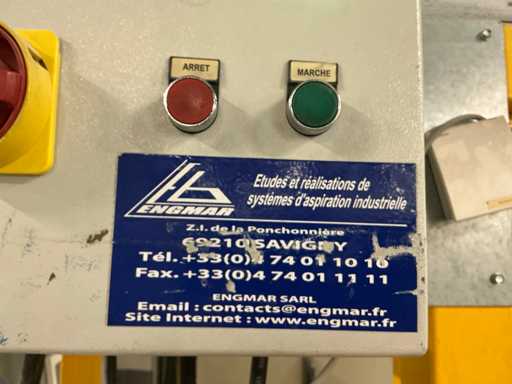 ARRET
MARCHE
ENGMAR
Etudes et réalisations de
systèmes d'aspiration industrielle
Z.I. de la Ponchonnière
69210 SAVIGNY
Tél. +33(0)4 74 01 10 10
Fax. +33(0)4 74 01 11 11
ENGMAR SARL
Email : contacts@engmar.fr
Site Internet : www.engmar.fr